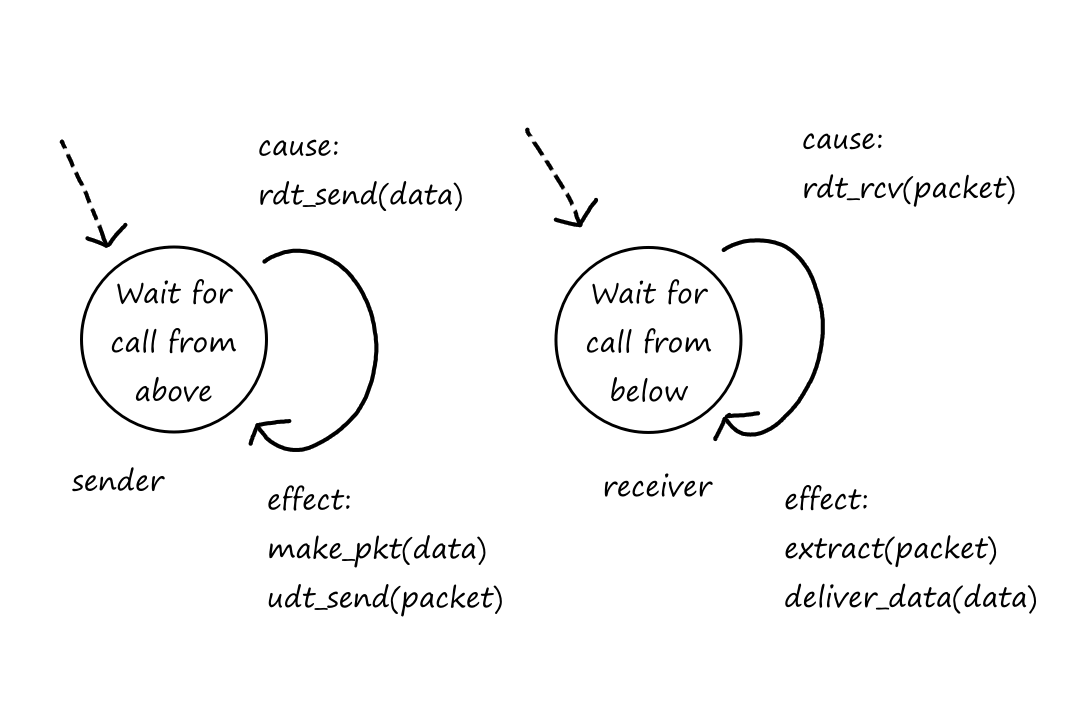 cause:
rdt_send(data)
Wait for
call from
above
sender
effect:
make_pkt(data)
udt_send(packet)
cause:
rdt_rcv(packet)
Wait for
call from
below
receiver
effect:
extract(packet)
deliver_data(data)